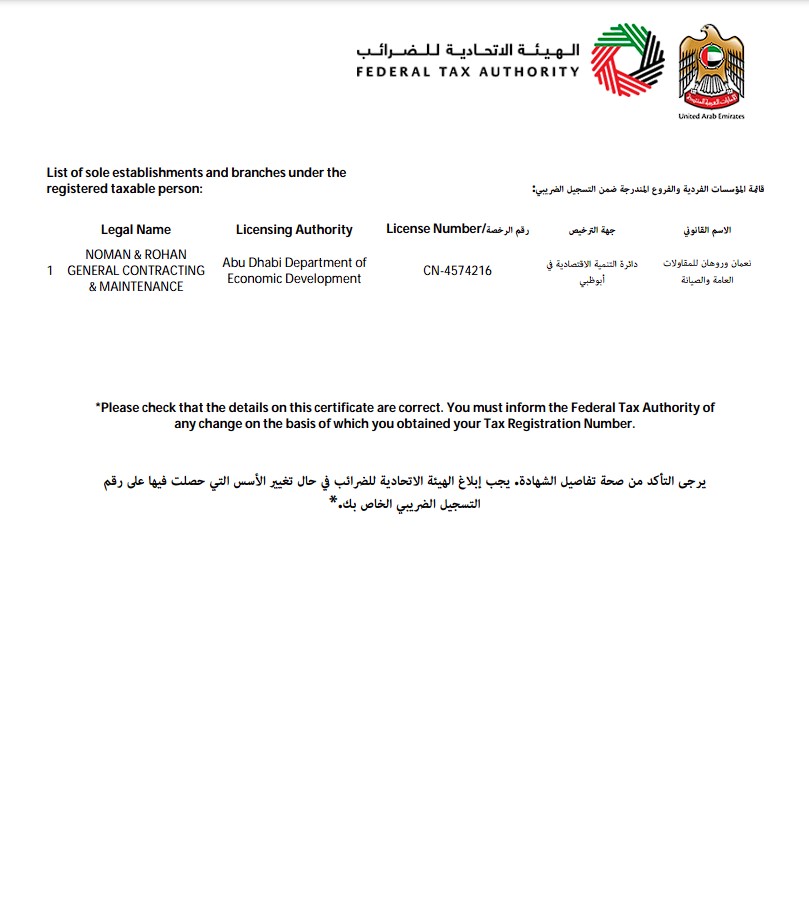 الهيئة الاتحادية للضرائب
FEDERAL TAX AUTHORITY
United Arab Emirates
List of sole establishments and branches under the
registered taxable person:
قائمة المؤسسات الفردية والفروع المندرجة ضمن التسجيل الضريبي:
Legal Name Licensing Authority License Number/رقم الرخصة جهة الترخيص الاسم القانوني
1 NOMAN & ROHAN
GENERAL CONTRACTING
& MAINTENANCE
Abu Dhabi Department of
Economic Development
CN-4574216
دائرة التنمية الاقتصادية في
أبوظبي
نعمان وروهان للمقاولات
العامة والصيانة
*Please check that the details on this certificate are correct. You must inform the Federal Tax Authority of
any change on the basis of which you obtained your Tax Registration Number.
يرجى التأكد من صحة تفاصيل الشهادة. يجب إبلاغ الهيئة الاتحادية للضرائب في حال تغيير الأسس التي حصلت فيها على رقم
التسجيل الضريبي الخاص بك.*